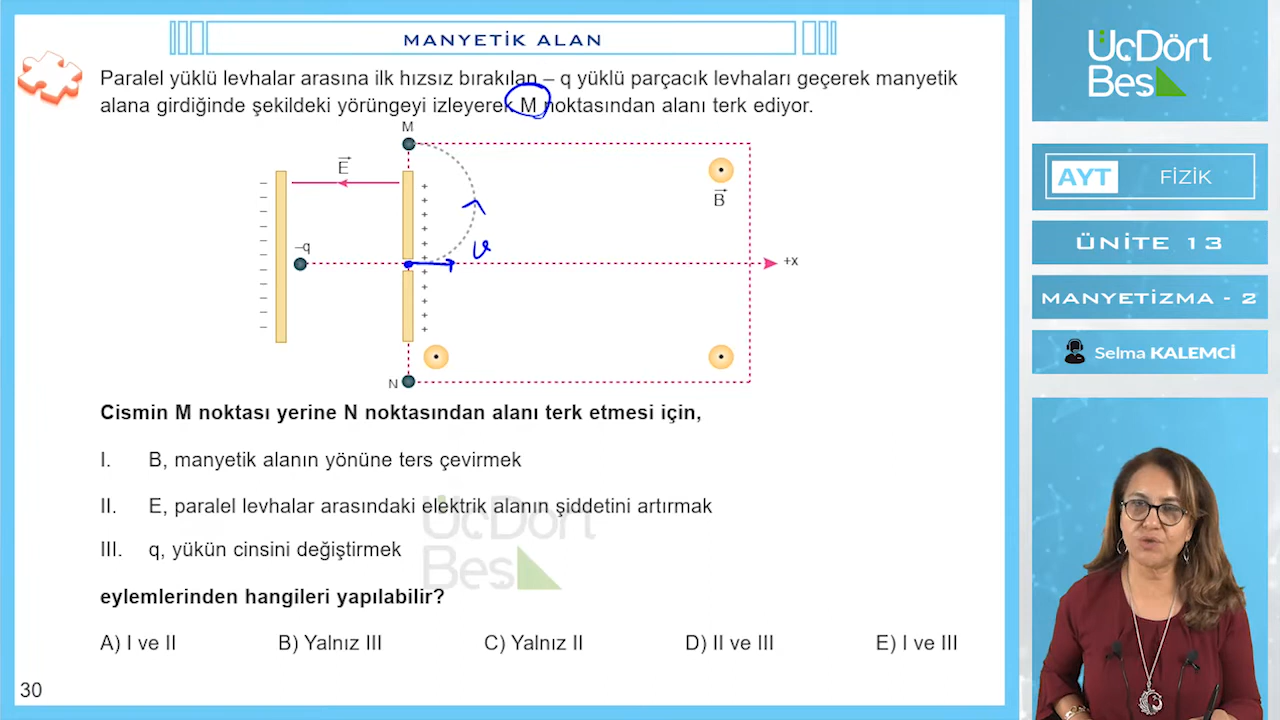 MANYETİK ALAN
Paralel yüklü levhalar arasına ilk hızsız bırakılan – q yüklü parçacık levhaları geçerek manyetik
alana girdiğinde şekildeki yörüngeyi izleyerek M noktasından alanı terk ediyor.
M
E
B
–q
υ
+x
N
Cismin M noktası yerine N noktasından alanı terk etmesi için,
I. B, manyetik alanın yönüne ters çevirmek
II. E, paralel levhalar arasındaki elektrik alanın şiddetini artırmak
III. q, yükün cinsini değiştirmek
eylemlerinden hangileri yapılabilir?
A) I ve II B) Yalnız III C) Yalnız II D) II ve III E) I ve III
30
ÜçDört
Beş
ÜçDört
Beş
AYT FİZİK
ÜNİTE 13
MANYETİZMA - 2
Selma KALEMCİ